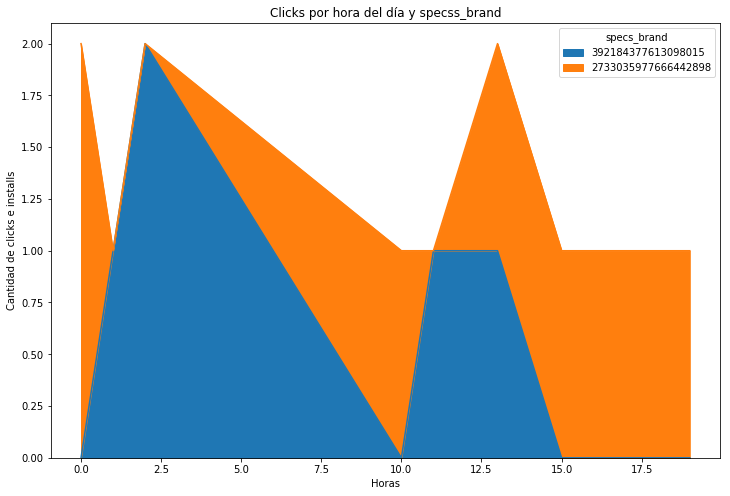 Clicks por hora del día y specss_brand
specs_brand
392184377613098015
2733035977666442898
Cantidad de clicks e installs
2.00
1.75
1.50
1.25
1.00
0.75
0.50
0.25
0.00
0.0 2.5 5.0 7.5 10.0 12.5 15.0 17.5
Horas